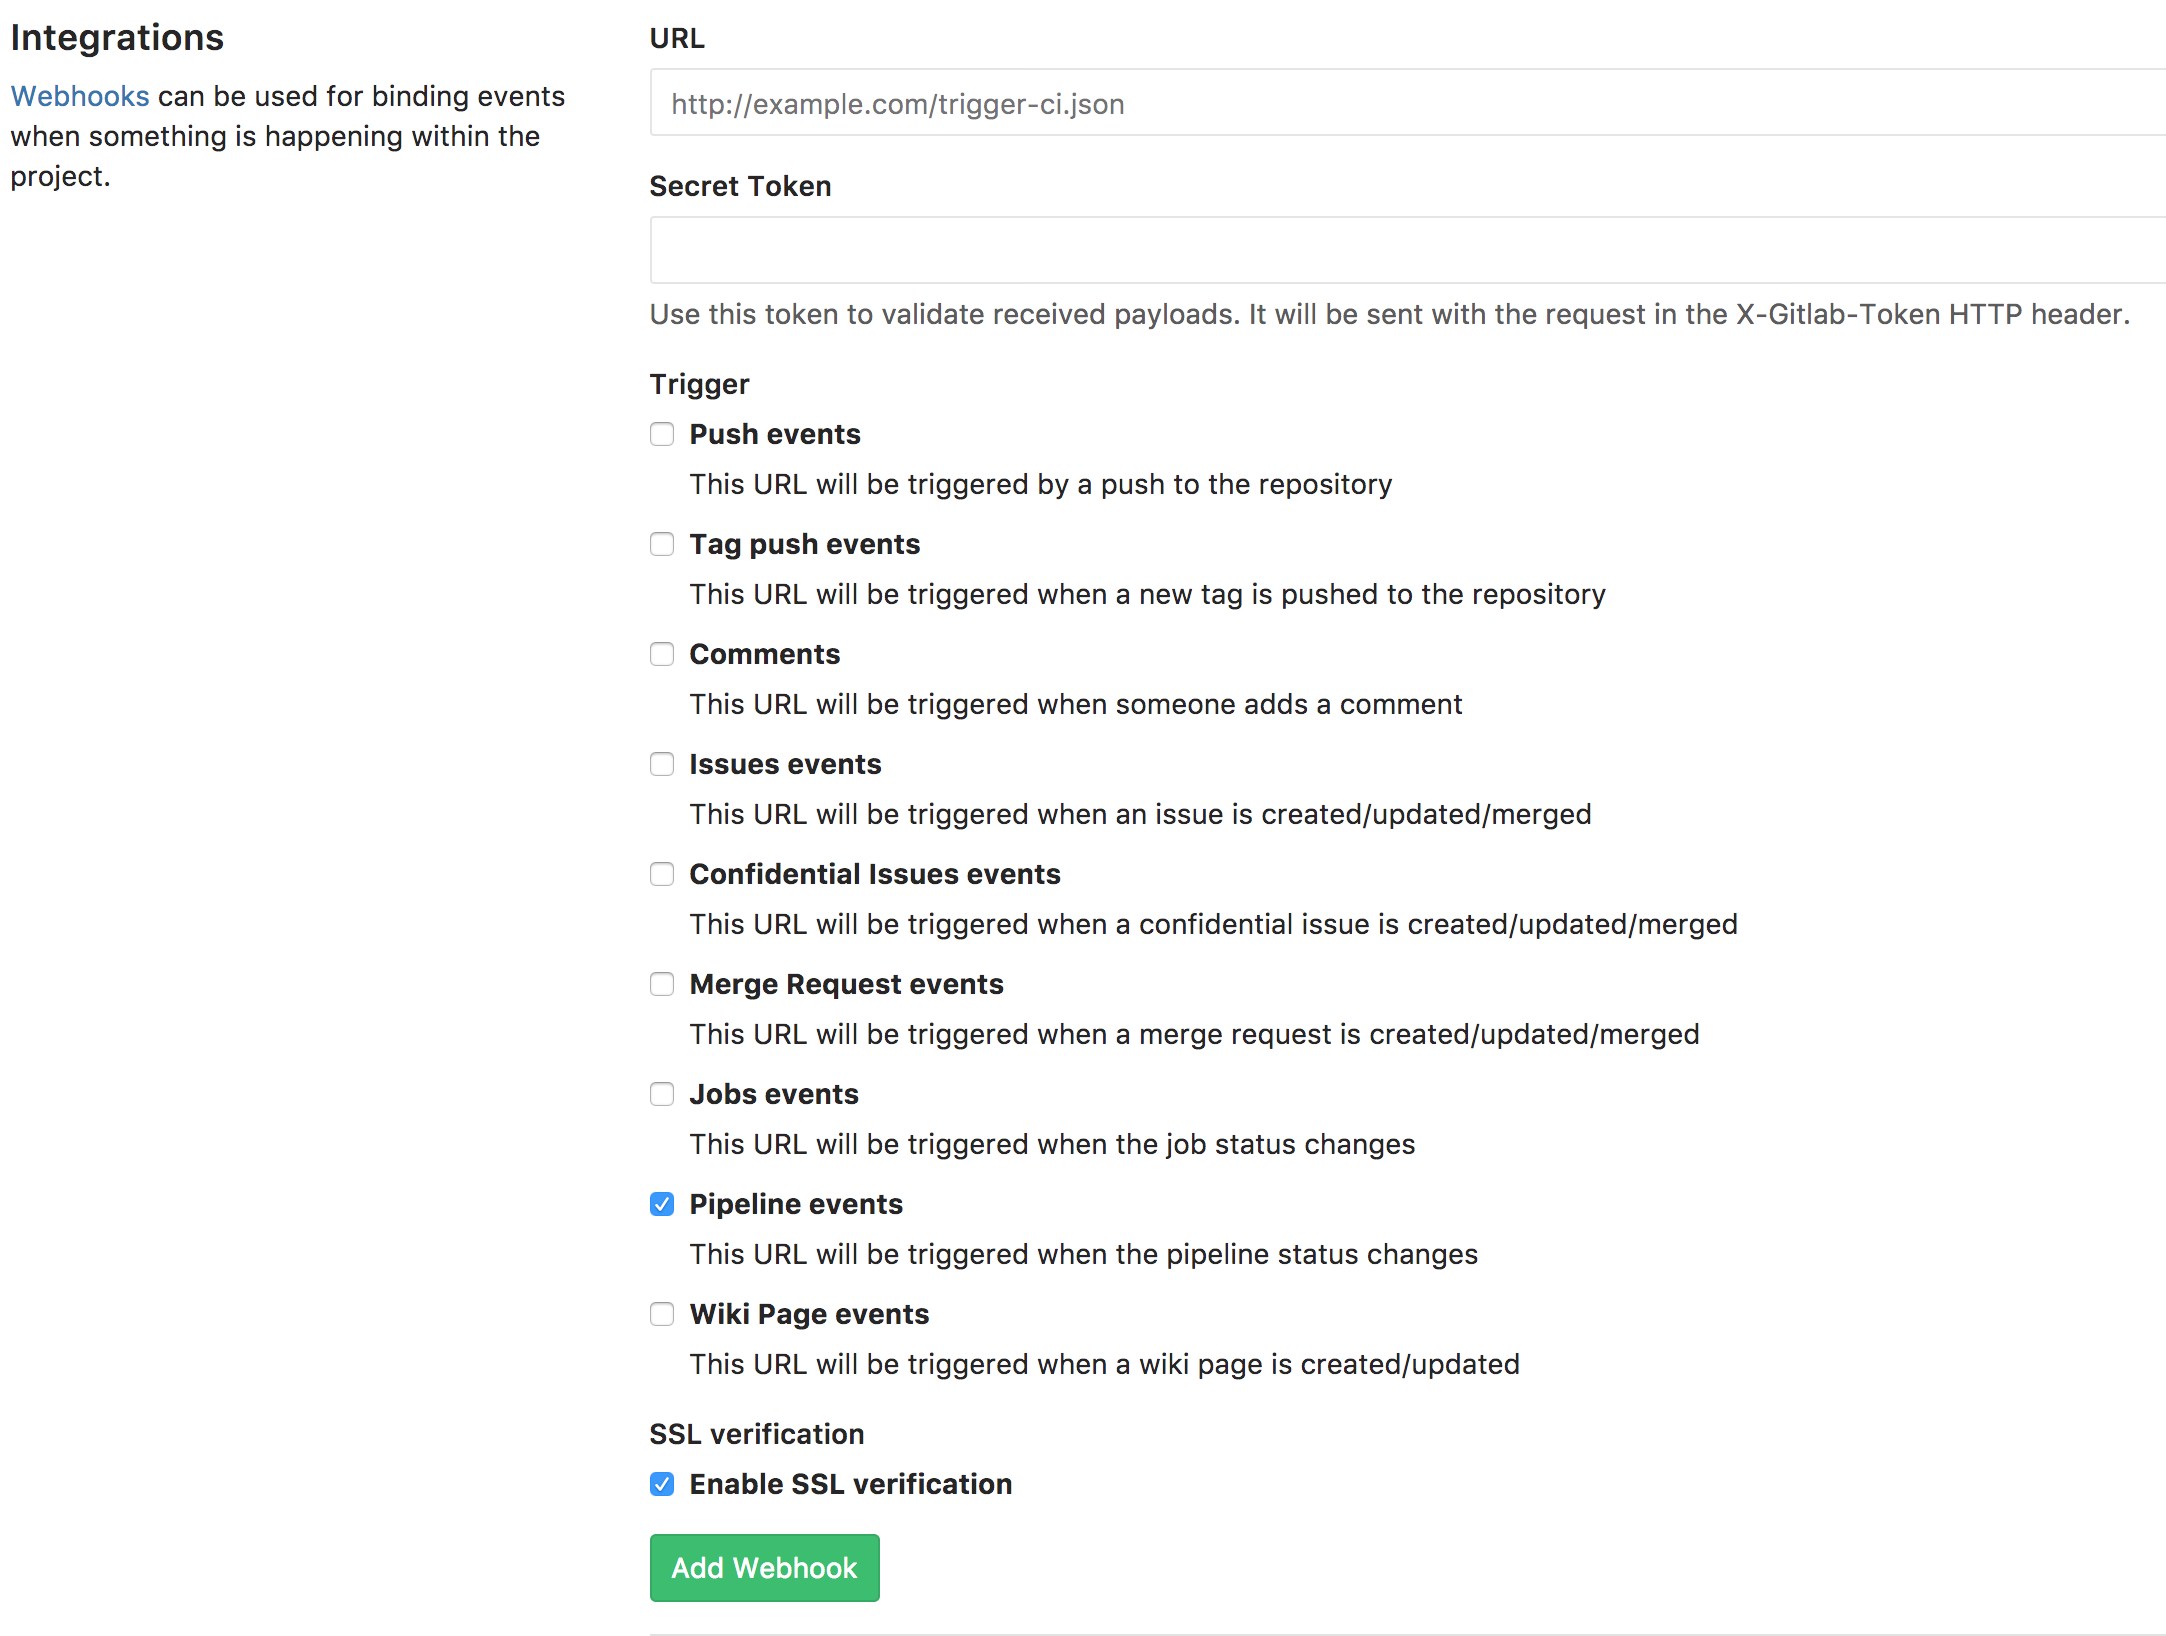 Integrations
Webhooks can be used for binding events
when something is happening within the
project.
URL
http://example.com/trigger-ci.json
Secret Token
Use this token to validate received payloads. It will be sent with the request in the X-Gitlab-Token HTTP header.
Trigger
Push events
This URL will be triggered by a push to the repository
Tag push events
This URL will be triggered when a new tag is pushed to the repository
Comments
This URL will be triggered when someone adds a comment
Issues events
This URL will be triggered when an issue is created/updated/merged
Confidential Issues events
This URL will be triggered when a confidential issue is created/updated/merged
Merge Request events
This URL will be triggered when a merge request is created/updated/merged
Jobs events
This URL will be triggered when the job status changes
Pipeline events
This URL will be triggered when the pipeline status changes
Wiki Page events
This URL will be triggered when a wiki page is created/updated
SSL verification
Enable SSL verification
Add Webhook